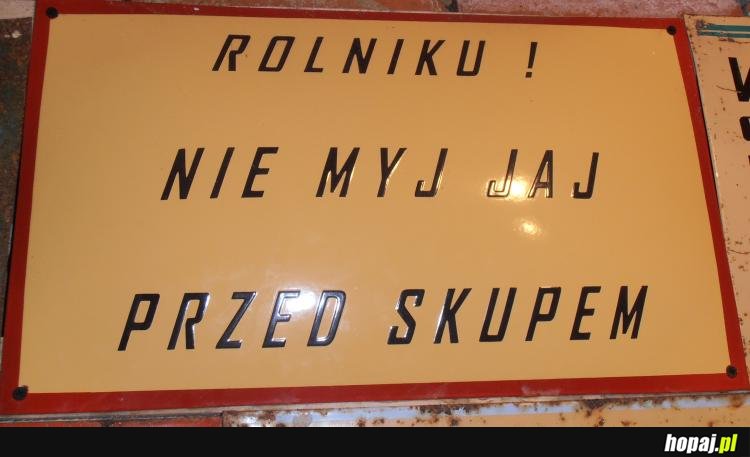 ROLNIKU !
NIE MYJ JAJ
PRZED SKUPEM
hopaj.pl